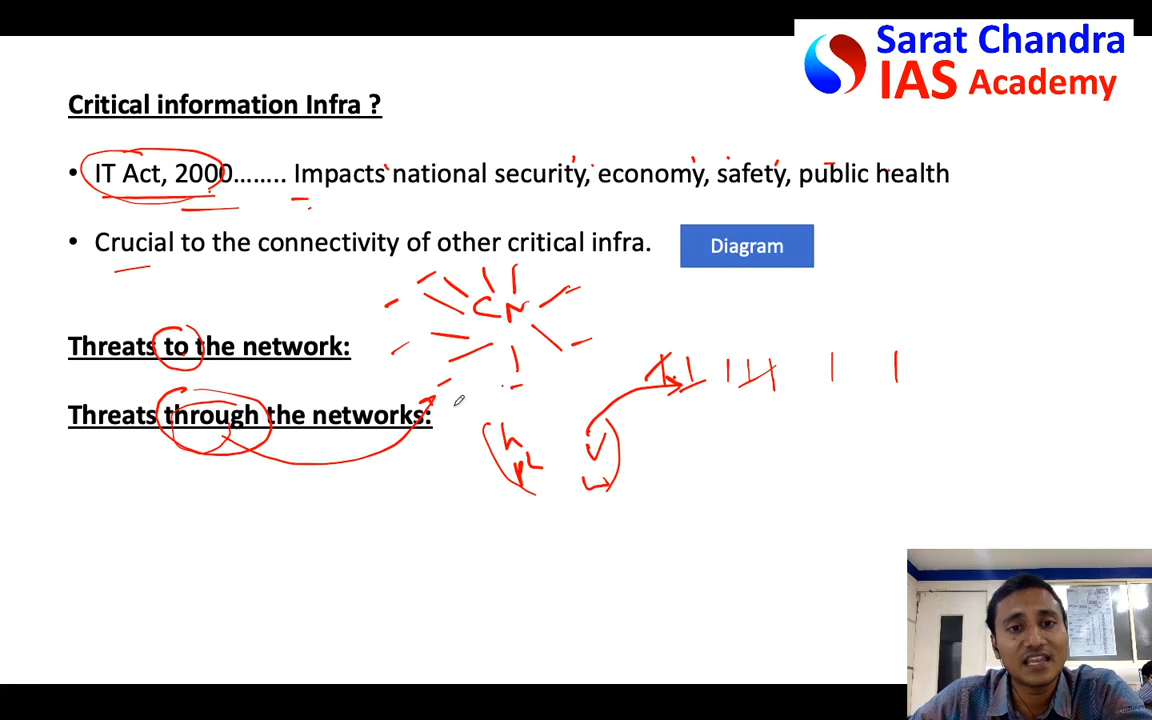 Sarat Chandra
IAS Academy
Critical information Infra ?
• IT Act, 2000…….. Impacts national security, economy, safety, public health
• Crucial to the connectivity of other critical infra.
Diagram
CN
Threats to the network:
Threats through the networks: